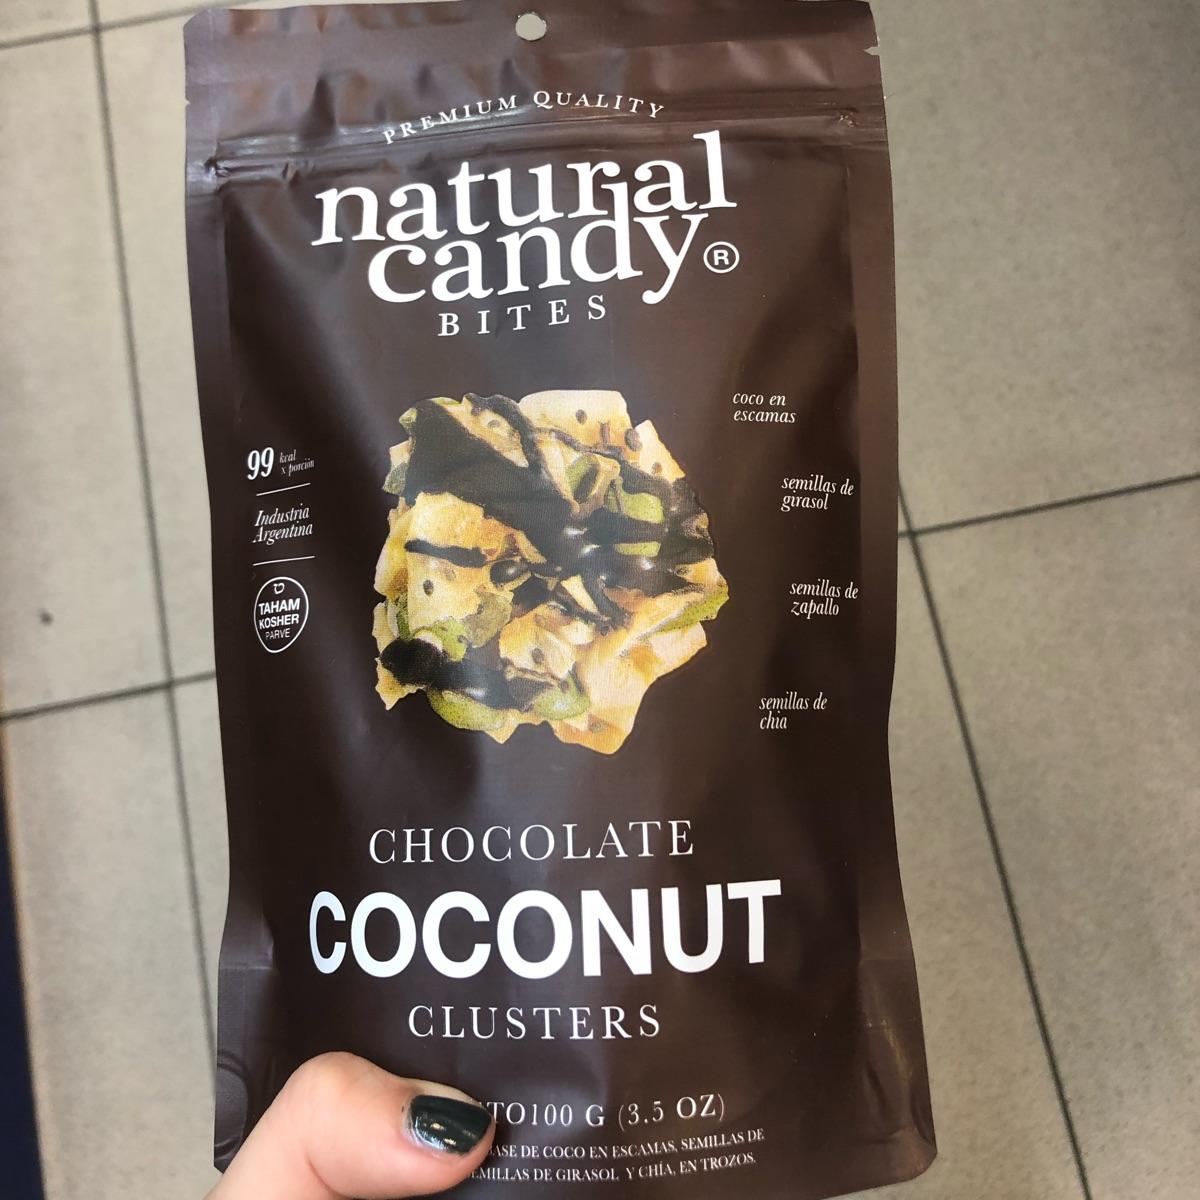 PREMIUM QUALITY
natural
candy®
BITES
coco en
escamas
99 kcal
x porción
semillas de
girasol
Industria
Argentina
semillas de
zapallo
TAHAM
KOSHER
PARVE
semillas de
chia
CHOCOLATE
COCONUT
CLUSTERS
TO100 G (3.5 OZ)
BASE DE COCO EN ESCAMAS, SEMILLAS DE
EMILLAS DE GIRASOL Y CHÍA, EN TROZOS.